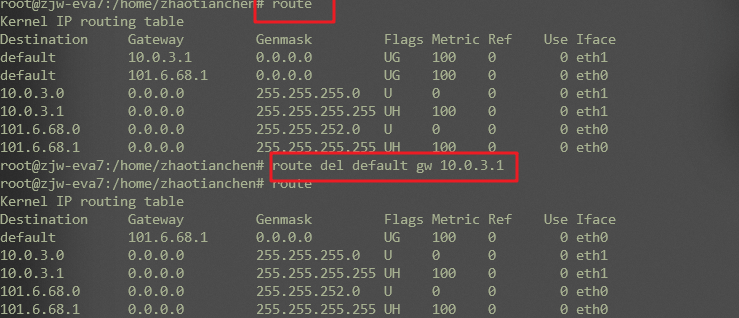 root@zjw-eva7:/home/zhaotianchen# route
Kernel IP routing table
Destination Gateway Genmask Flags Metric Ref Use Iface
default 10.0.3.1 0.0.0.0 UG 100 0 0 eth1
default 101.6.68.1 0.0.0.0 UG 100 0 0 eth0
10.0.3.0 0.0.0.0 255.255.255.0 U 0 0 0 eth1
10.0.3.1 0.0.0.0 255.255.255.255 UH 100 0 0 eth1
101.6.68.0 0.0.0.0 255.255.252.0 U 0 0 0 eth0
101.6.68.1 0.0.0.0 255.255.255.255 UH 100 0 0 eth0
root@zjw-eva7:/home/zhaotianchen# route del default gw 10.0.3.1
root@zjw-eva7:/home/zhaotianchen# route
Kernel IP routing table
Destination Gateway Genmask Flags Metric Ref Use Iface
default 101.6.68.1 0.0.0.0 UG 100 0 0 eth0
10.0.3.0 0.0.0.0 255.255.255.0 U 0 0 0 eth1
10.0.3.1 0.0.0.0 255.255.255.255 UH 100 0 0 eth1
101.6.68.0 0.0.0.0 255.255.252.0 U 0 0 0 eth0
101.6.68.1 0.0.0.0 255.255.255.255 UH 100 0 0 eth0